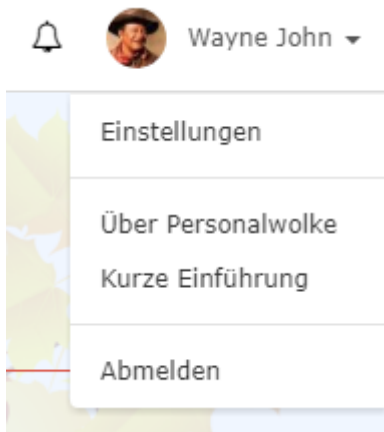 Wayne John
Einstellungen
Über Personalwolke
Kurze Einführung
Abmelden